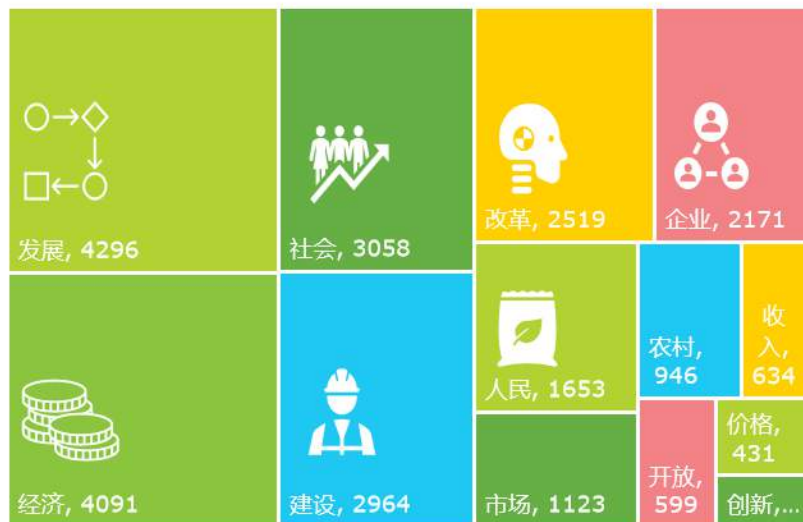 发展, 4296
社会, 3058
改革, 2519
企业, 2171
经济, 4091
建设, 2964
人民, 1653
农村,
946
收
入,
634
市场, 1123
开放,
599
价格,
431
创新,...